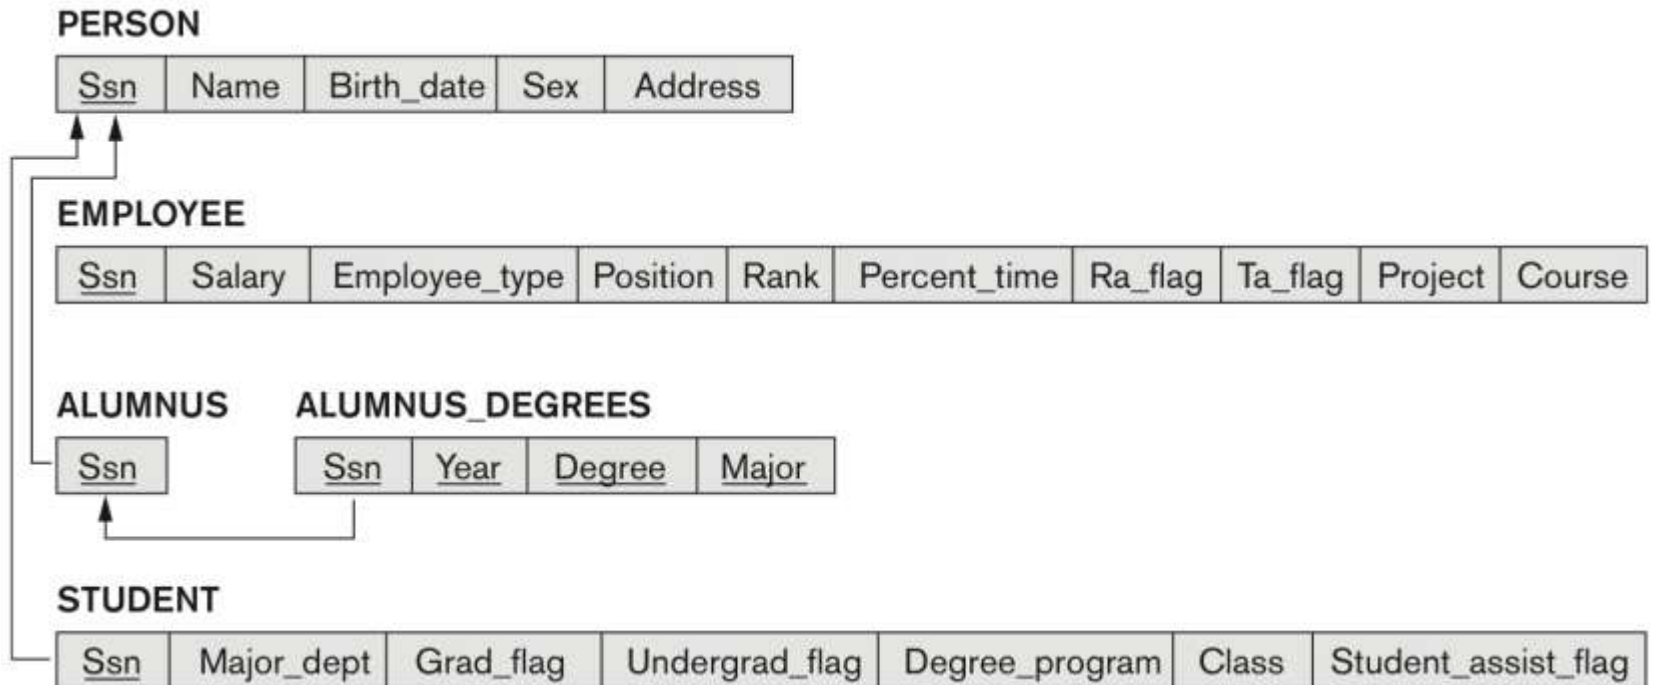 PERSON
Ssn Name Birth_date Sex Address
EMPLOYEE
Ssn Salary Employee_type Position Rank Percent_time Ra_flag Ta_flag Project Course
ALUMNUS ALUMNUS_DEGREES
Ssn Ssn Year Degree Major
STUDENT
Ssn Major_dept Grad_flag Undergrad_flag Degree_program Class Student_assist_flag